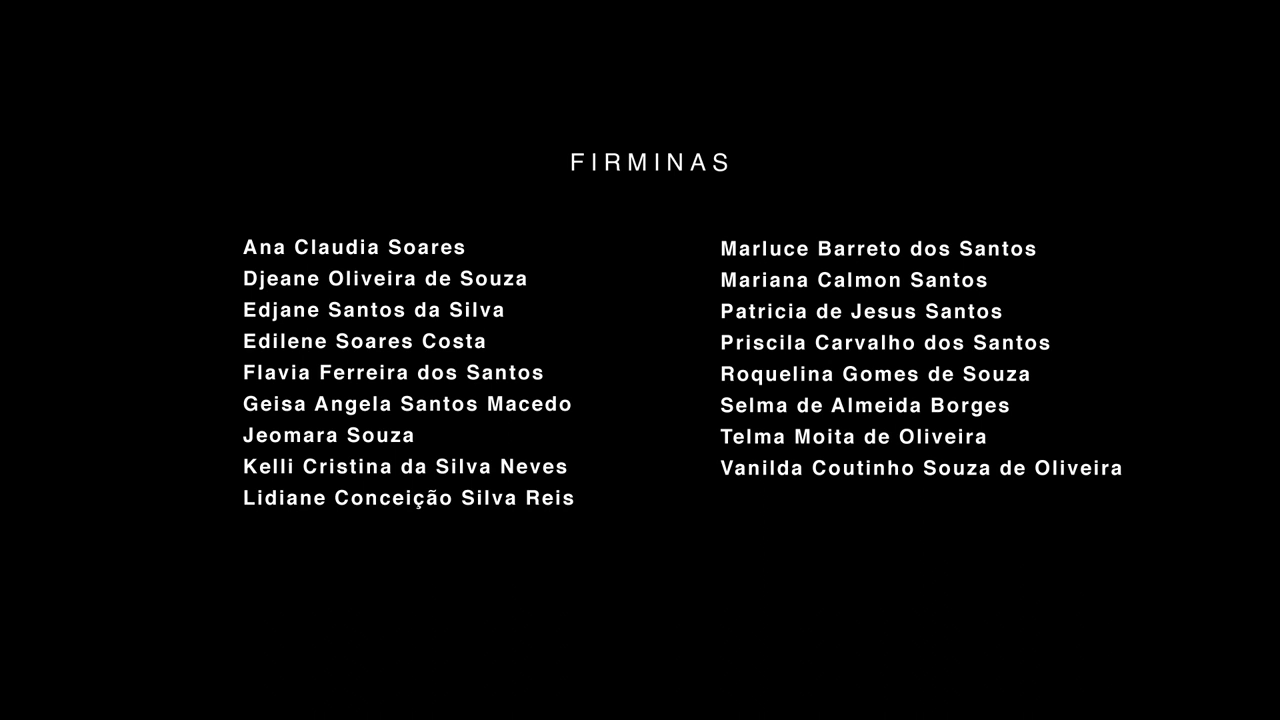 FIRMINAS
Ana Claudia Soares
Djeane Oliveira de Souza
Edjane Santos da Silva
Edilene Soares Costa
Flavia Ferreira dos Santos
Geisa Angela Santos Macedo
Jeomara Souza
Kelli Cristina da Silva Neves
Lidiane Conceição Silva Reis
Marluce Barreto dos Santos
Mariana Calmon Santos
Patricia de Jesus Santos
Priscila Carvalho dos Santos
Roquelina Gomes de Souza
Selma de Almeida Borges
Telma Moita de Oliveira
Vanilda Coutinho Souza de Oliveira